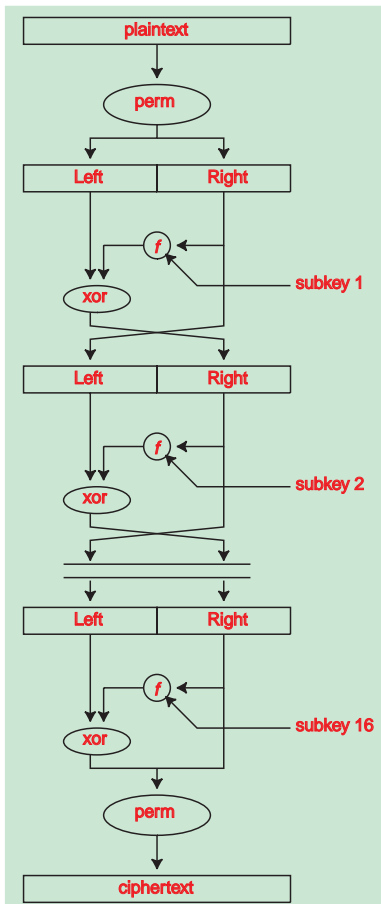 plaintext
perm
Left Right
f
subkey 1
xor
Left Right
f
subkey 2
xor
Left Right
f
subkey 16
xor
perm
ciphertext